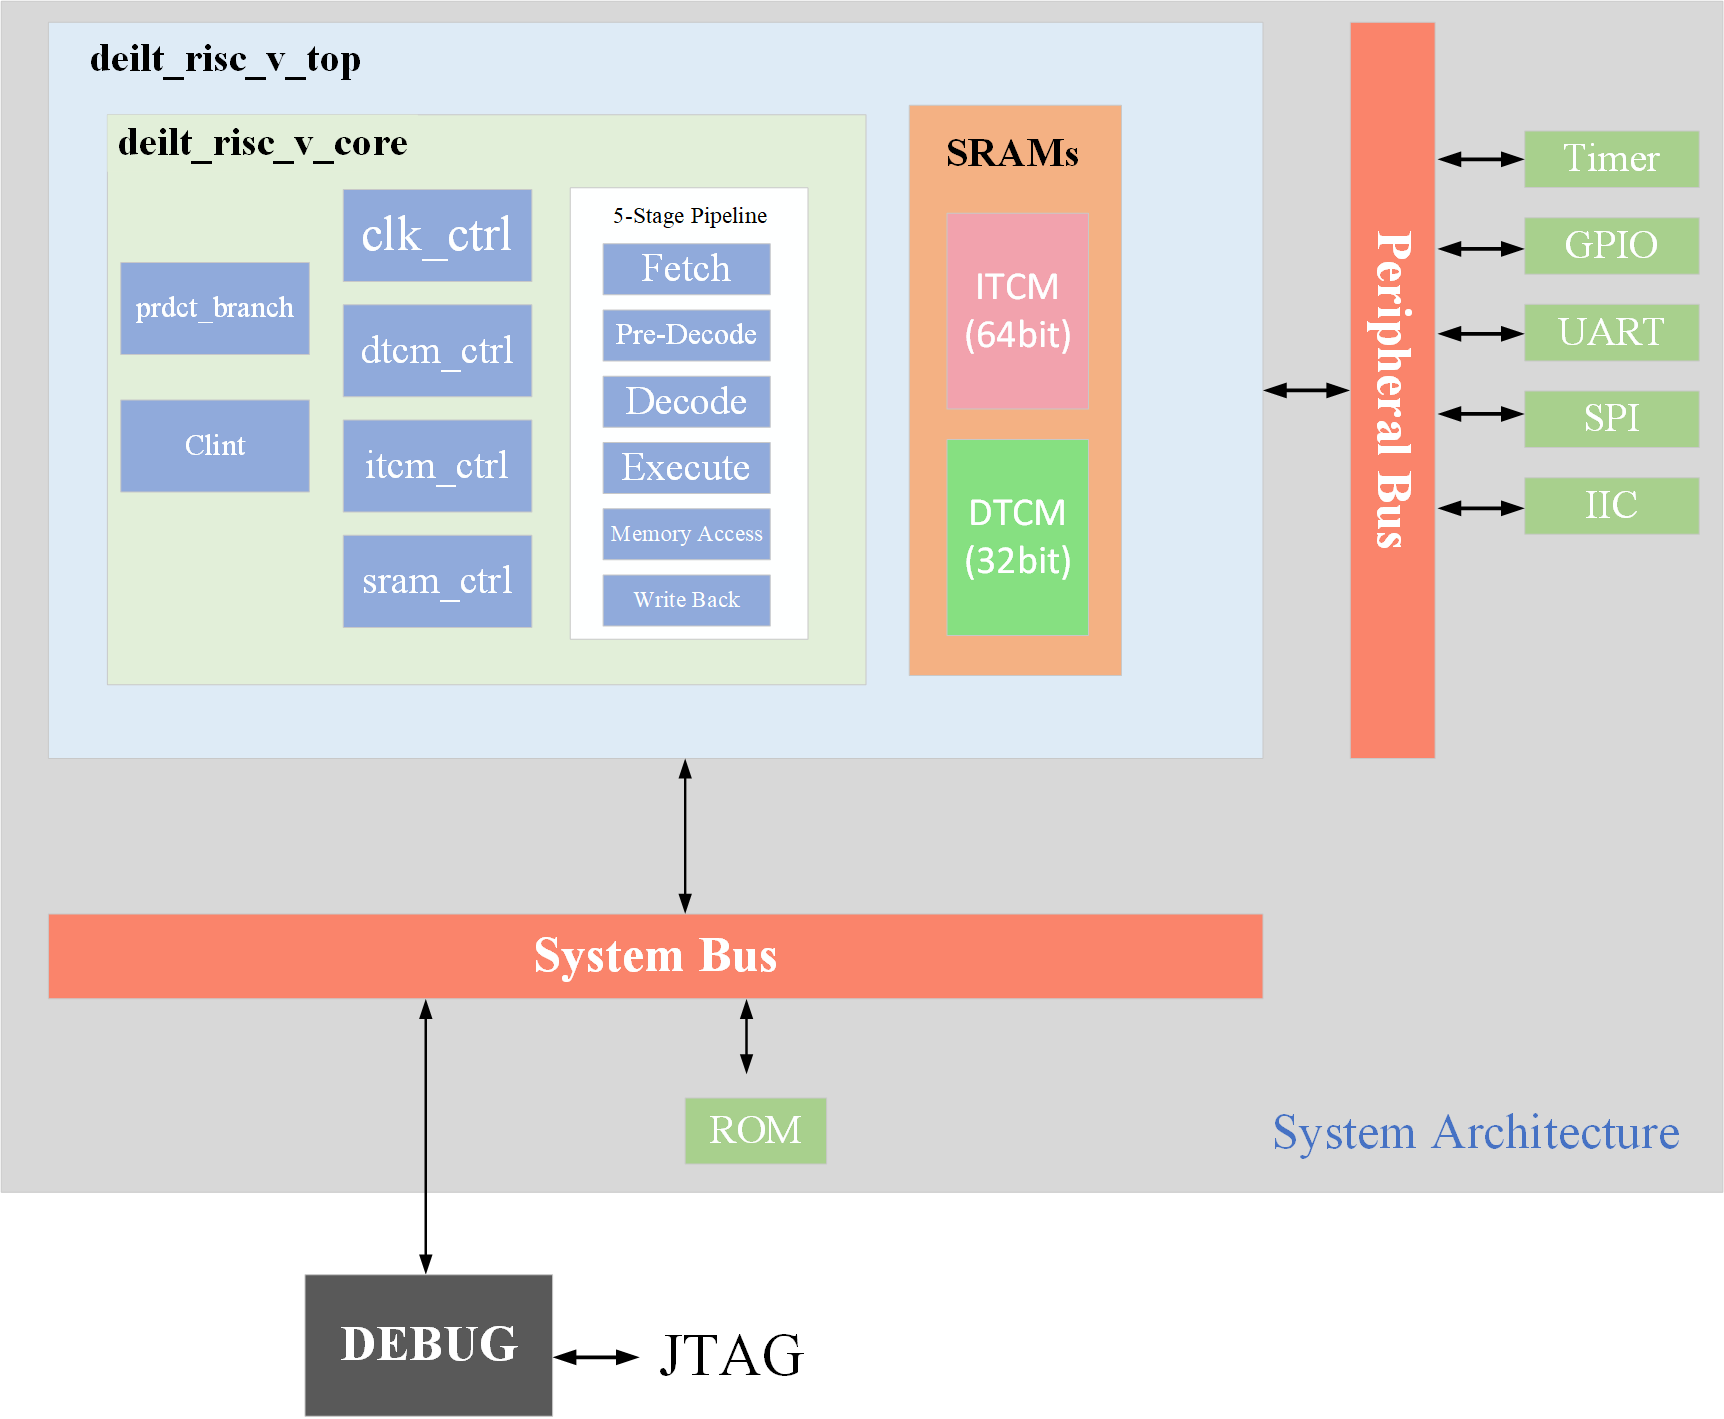 deilt_risc_v_top
deilt_risc_v_core
prdct_branch
Clint
clk_ctrl
dtcm_ctrl
itcm_ctrl
sram_ctrl
5-Stage Pipeline
Fetch
Pre-Decode
Decode
Execute
Memory Access
Write Back
SRAMs
ITCM
(64bit)
DTCM
(32bit)
Peripheral Bus
Timer
GPIO
UART
SPI
IIC
System Bus
ROM
System Architecture
DEBUG
JTAG